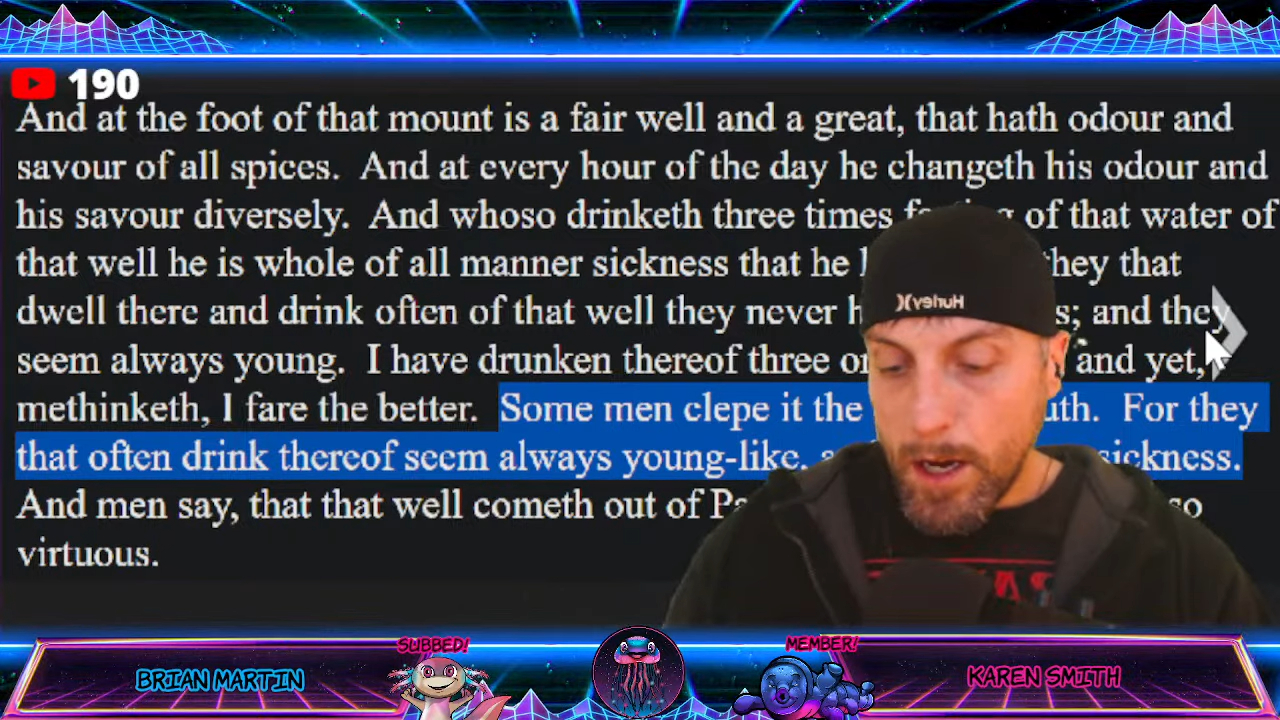 190
And at the foot of that mount is a fair well and a great, that hath odour and
savour of all spices. And at every hour of the day he changeth his odour and
his savour diversely. And whoso drinketh three times of that water of
that well he is whole of all manner sickness that he they that
dwell there and drink often of that well they never and they
seem always young. I have drunken thereof three and yet,
methinketh, I fare the better. Some men clepe it the For they
that often drink thereof seem always young-like, sickness.
And men say, that that well cometh out of so
virtuous.
Hurley
SUBBED!
MEMBER!
BRIAN MARTIN
KAREN SMITH